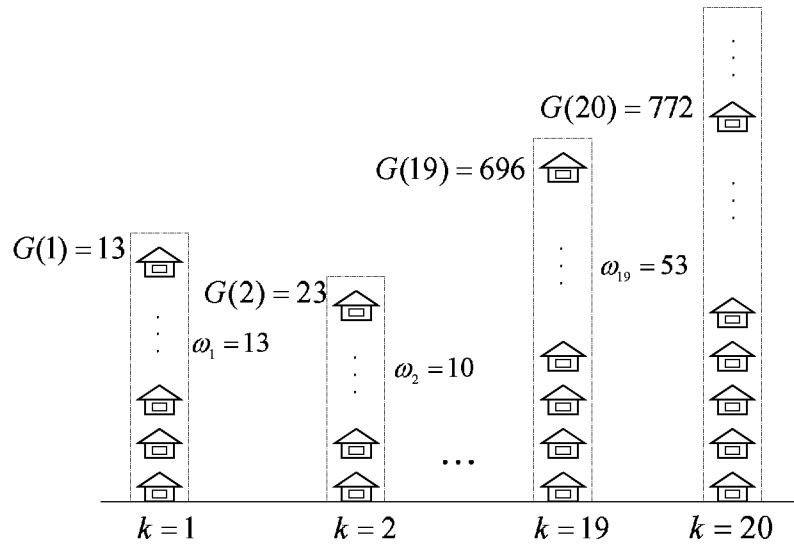 G(20) = 772
G(19) = 696
G(1) = 13
ω₁₉ = 53
G(2) = 23
ω₁ = 13
ω₂ = 10
...
k = 1
k = 2
k = 19
k = 20